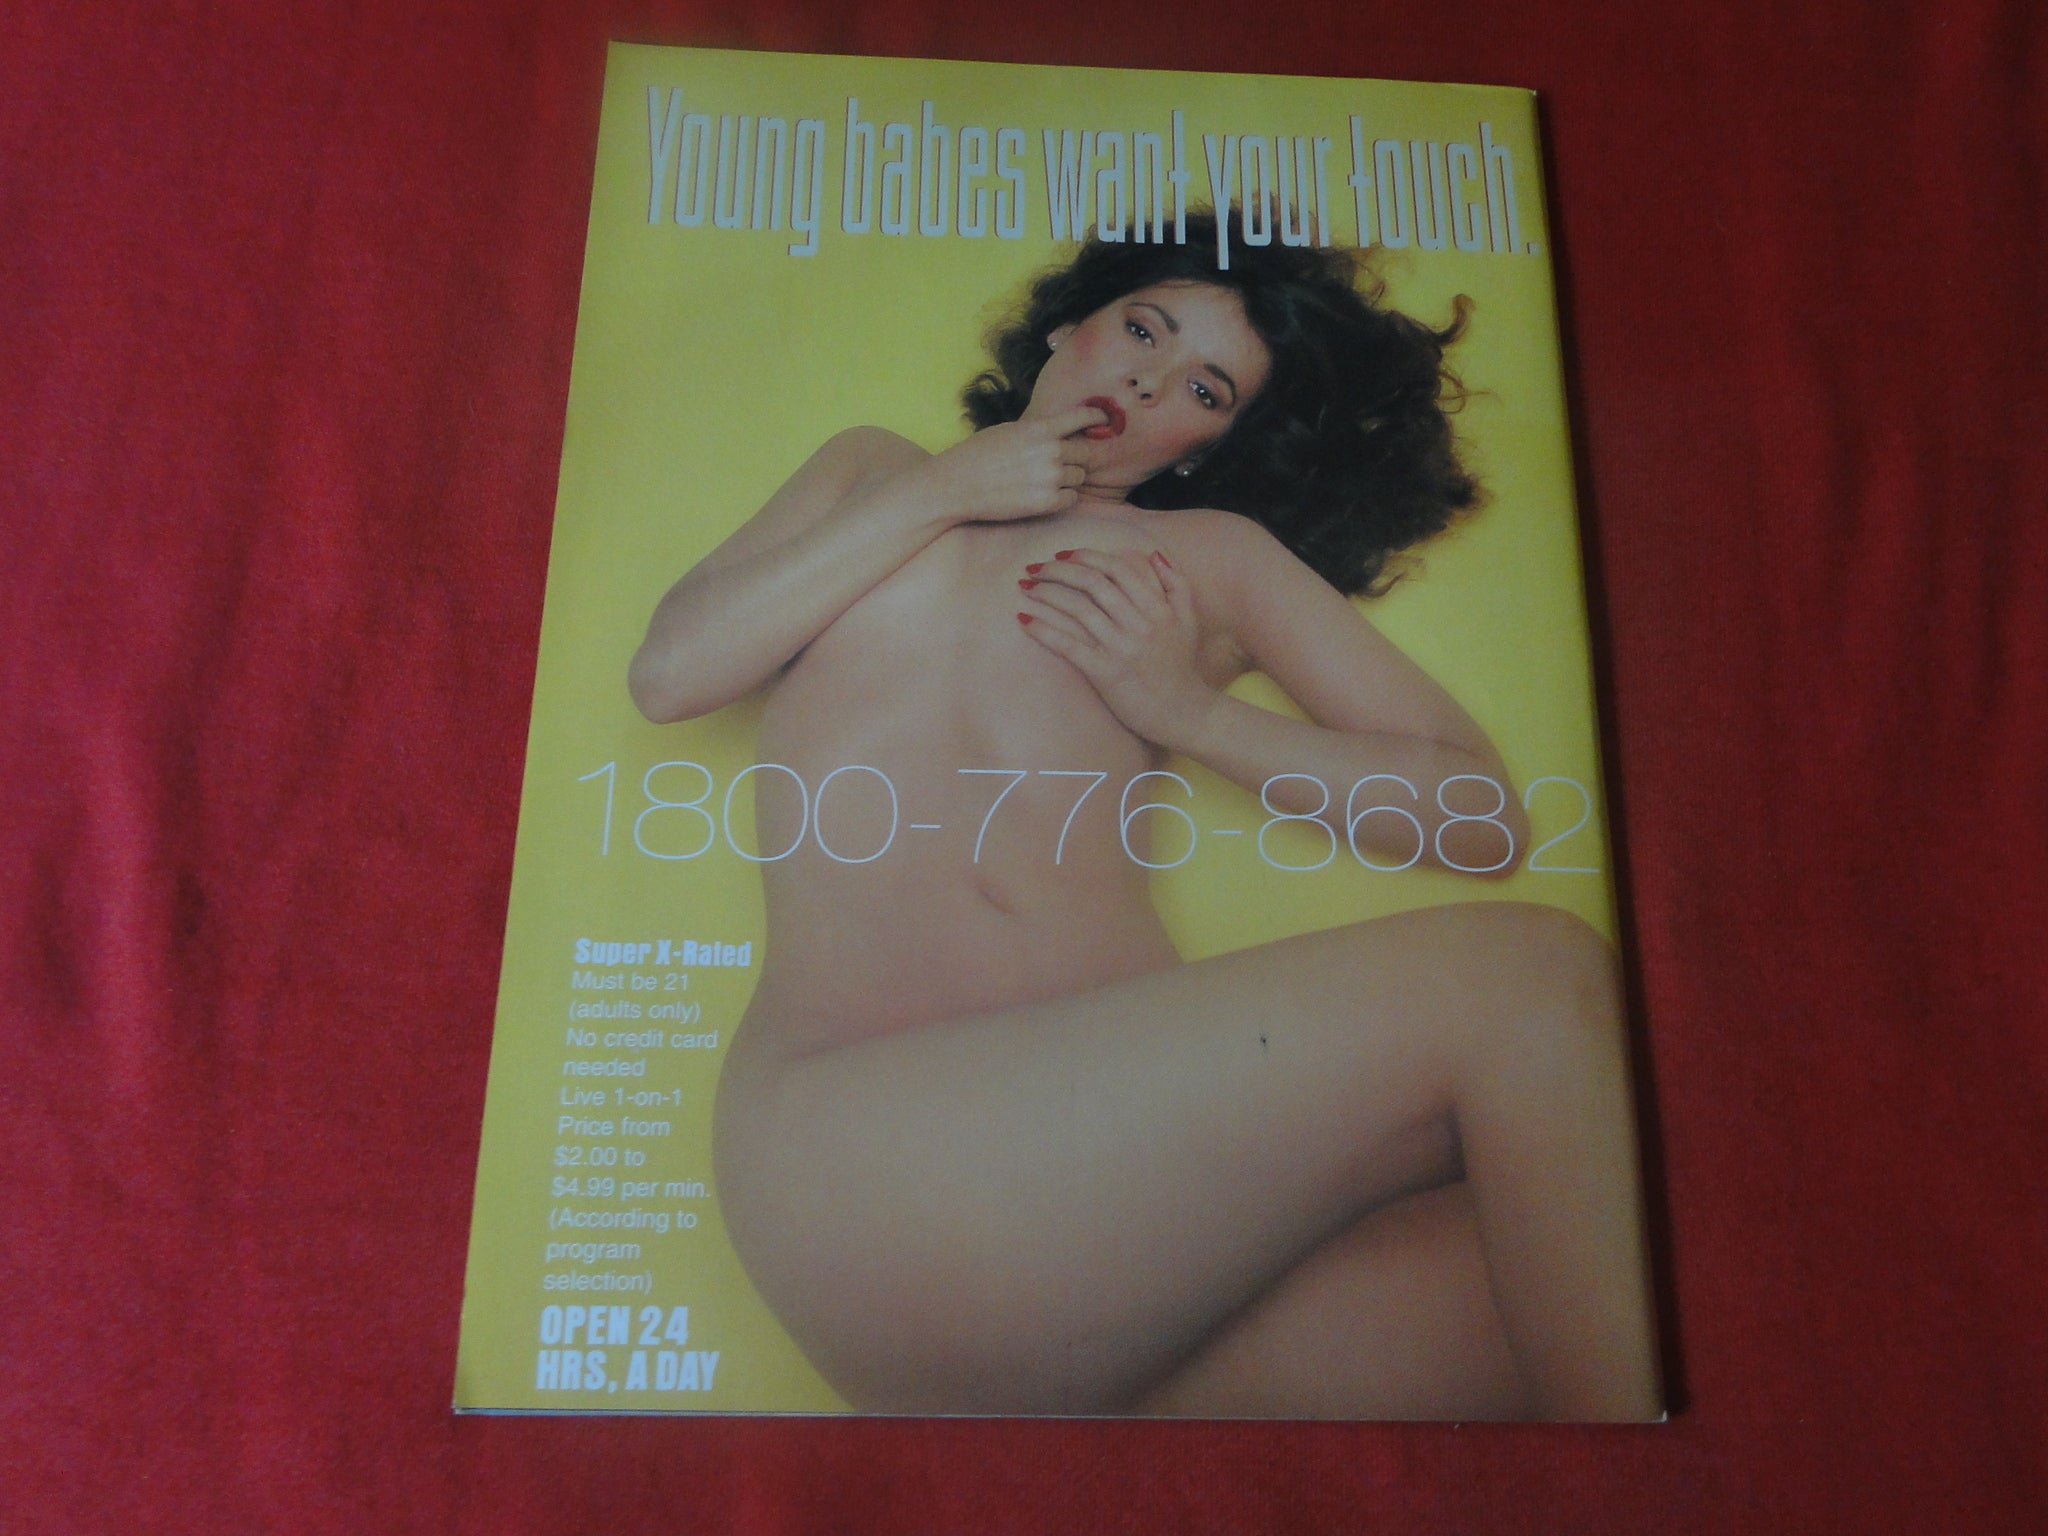 Young babes want your touch.
1800-776-8682
Super X-Rated
Must be 21
(adults only)
No credit card
needed
Live 1-on-1
Price from
$2.00 to
$4.99 per min.
(According to
program
selection)
OPEN 24
HRS, A DAY